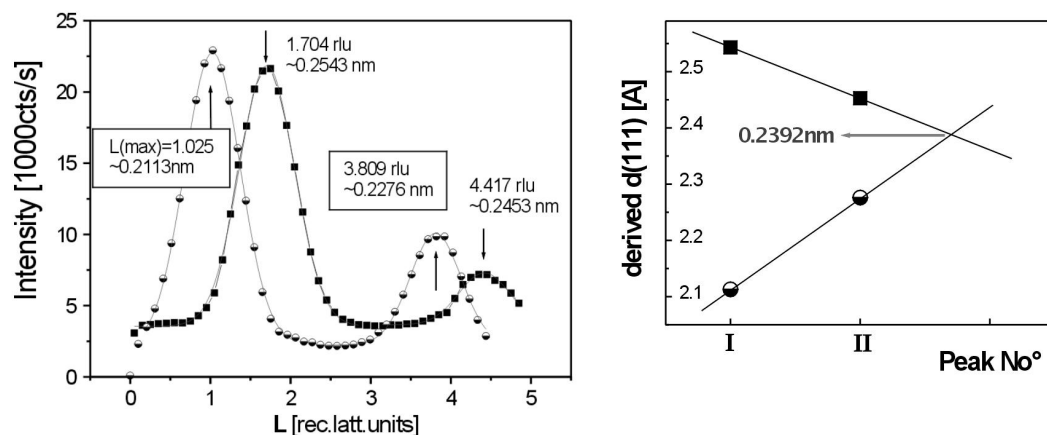 Intensity [1000cts/s]
25
20
15
10
5
0
1.704 rlu
~0.2543 nm
L(max)=1.025
~0.2113nm
3.809 rlu
~0.2276 nm
4.417 rlu
~0.2453 nm
0 1 2 3 4 5
L [rec.latt.units]
derived d(111) [A]
2.5
2.4
2.3
2.2
2.1
0.2392nm
I II
Peak No°